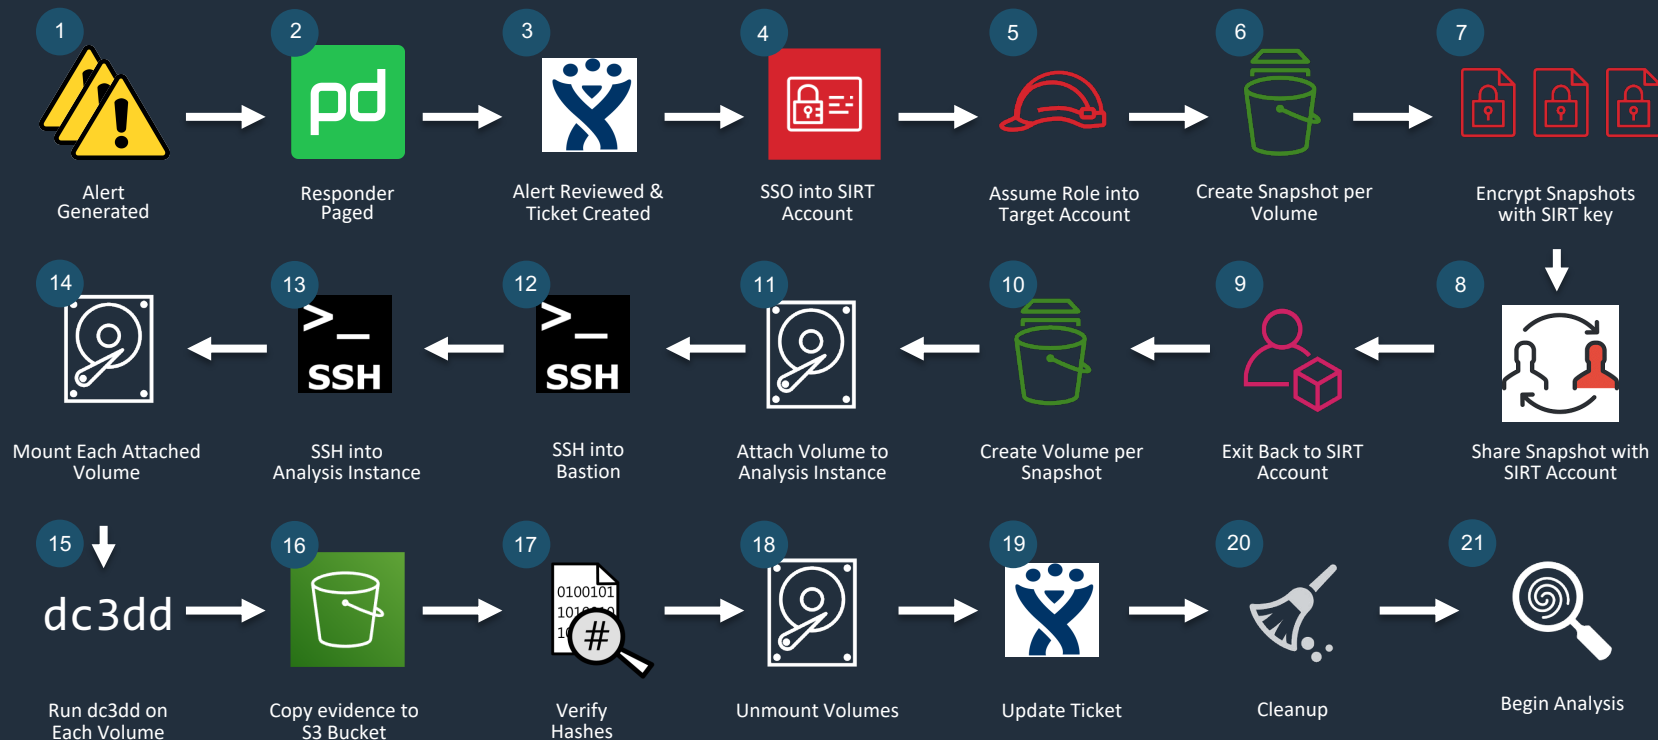 1
2
3
4
5
6
7
pd
Alert
Generated
Responder
Paged
Alert Reviewed &
Ticket Created
SSO into SIRT
Account
Assume Role into
Target Account
Create Snapshot per
Volume
Encrypt Snapshots
with SIRT key
14
13
12
11
10
9
8
>_
SSH
>_
SSH
Mount Each Attached
Volume
SSH into
Analysis Instance
SSH into
Bastion
Attach Volume to
Analysis Instance
Create Volume per
Snapshot
Exit Back to SIRT
Account
Share Snapshot with
SIRT Account
15
16
17
18
19
20
21
dc3dd
0100101
#
Run dc3dd on
Each Volume
Copy evidence to
S3 Bucket
Verify
Hashes
Unmount Volumes
Update Ticket
Cleanup
Begin Analysis